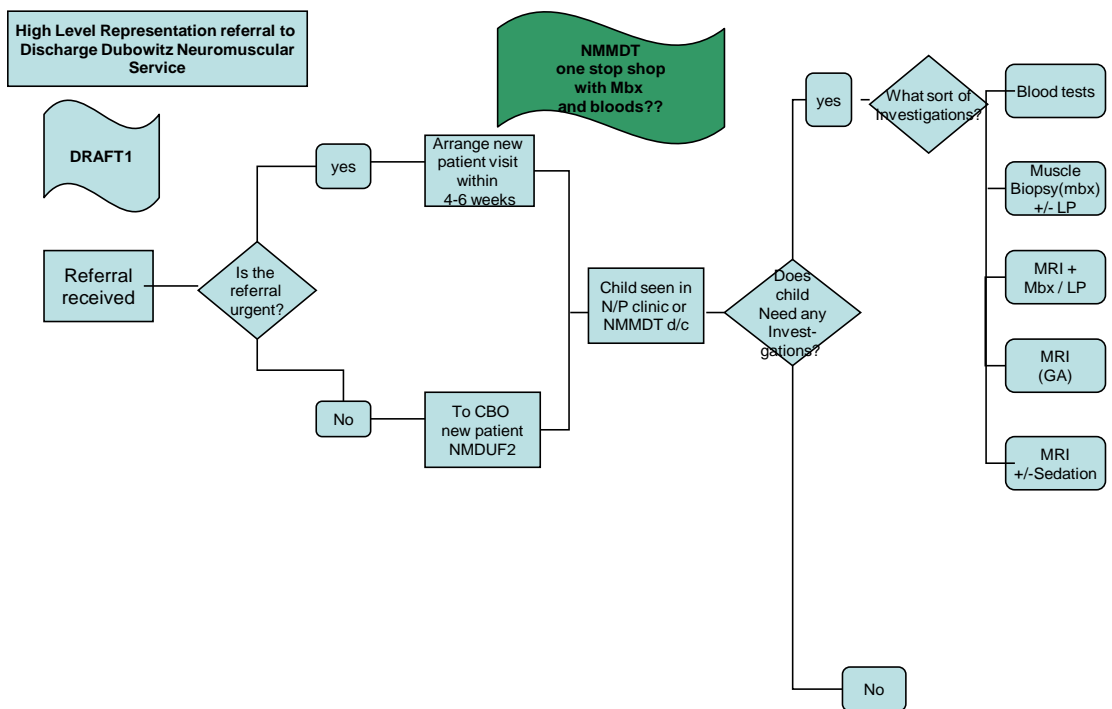 High Level Representation referral to
Discharge Dubowitz Neuromuscular
Service
DRAFT1
NMMDT
one stop shop
with Mbx
and bloods??
Referral
received
Is the
referral
urgent?
yes
Arrange new
patient visit
within
4-6 weeks
No
To CBO
new patient
NMDUF2
Child seen in
N/P clinic or
NMMDT d/c
Does
child
Need any
Invest-
gations?
yes
What sort of
Investigations?
Blood tests
Muscle
Biopsy(mbx)
+/- LP
MRI +
Mbx / LP
MRI
(GA)
MRI
+/-Sedation
No